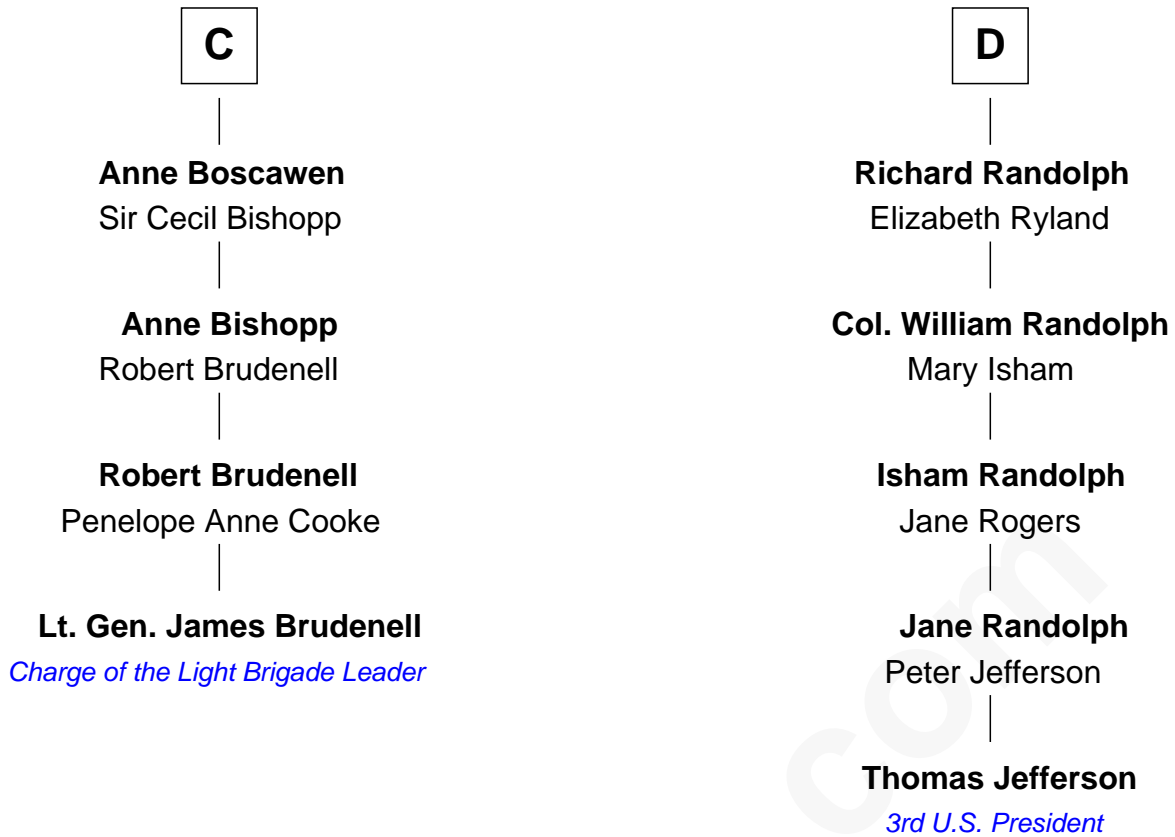 C
Anne Boscawen
Sir Cecil Bishopp
Anne Bishopp
Robert Brudenell
Robert Brudenell
Penelope Anne Cooke
Lt. Gen. James Brudenell
Charge of the Light Brigade Leader
D
Richard Randolph
Elizabeth Ryland
Col. William Randolph
Mary Isham
Isham Randolph
Jane Rogers
Jane Randolph
Peter Jefferson
Thomas Jefferson
3rd U.S. President
com